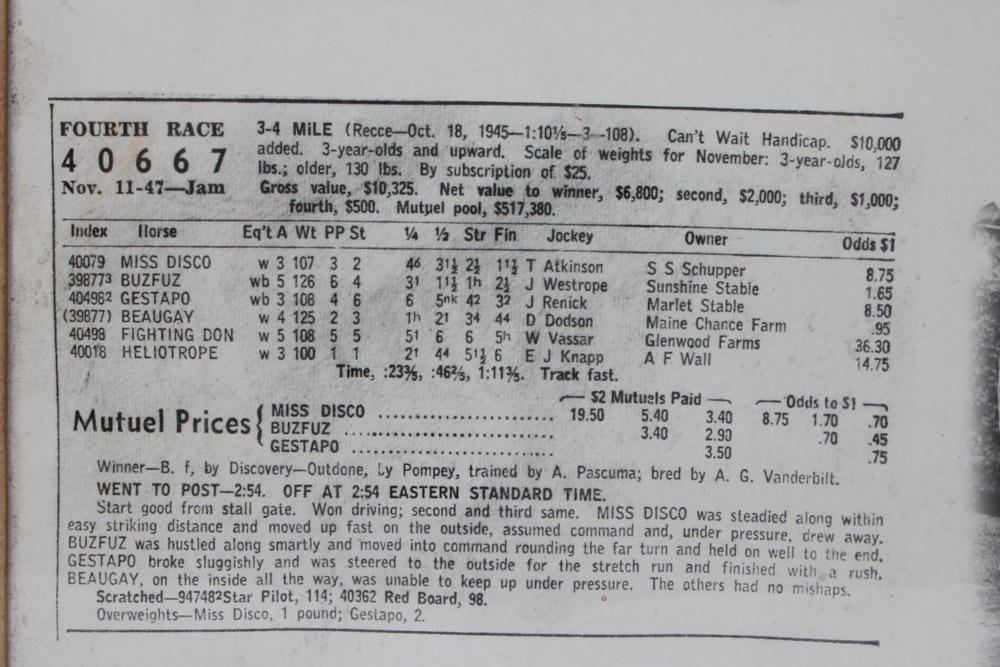 FOURTH RACE 3-4 MiLE (Recce—Oct. 18, 1945—1:10⅕—3 -108). Can't Wait Handicap. $10,000
40667 added. 3-year-olds and upward. Scale of weights for November: 3-year-olds, 127
lbs.; older, 130 lbs. By subscription of $25.
Nov. 11-47—Jam Gross value, $10,325. Net value to winner, $6,800; second, $2,000; third, $1,000;
fourth, $500. Mutuel pool, $517,380.
Index Horse Eq't A Wt PP St ¼ ½ Str Fin Jockey Owner Odds $1
40079 MISS DISCO w 3 107 3 2 4⁶ 3¹½ 2½ 1¹½ T Atkinson S S Schupper 8.75
39877³ BUZFUZ wb 5 126 6 4 3¹ 1¹½ 1ʰ 2½ J Westrope Sunshine Stable 1.65
40498² GESTAPO wb 3 108 4 6 6 5ⁿᵏ 4² 3² J Renick Marlet Stable 8.50
(39877) BEAUGAY w 4 125 2 3 1ʰ 2¹ 3⁴ 4⁴ D Dodson Maine Chance Farm .95
40498 FIGHTING DON w 5 108 5 5 5¹ 6 6 5ʰ W Vassar Glenwood Farms 36.30
40018 HELIOTROPE w 3 100 1 1 2¹ 4⁴ 5¹½ 6 E J Knapp A F Wall 14.75
Time, :23⅗, :46⅖, 1:11⅗. Track fast.
$2 Mutuels Paid Odds to $1
Mutuel Prices { MISS DISCO 19.50 5.40 3.40 8.75 1.70 .70
BUZFUZ 3.40 2.90 .70 .45
GESTAPO 3.50 .75
Winner—B. f, by Discovery—Outdone, by Pompey, trained by A. Pascuma; bred by A. G. Vanderbilt.
WENT TO POST—2:54. OFF AT 2:54 EASTERN STANDARD TIME.
Start good from stall gate. Won driving; second and third same. MISS DISCO was steadied along within
easy striking distance and moved up fast on the outside, assumed command and, under pressure, drew away.
BUZFUZ was hustled along smartly and moved into command rounding the far turn and held on well to the end.
GESTAPO broke sluggishly and was steered to the outside for the stretch run and finished with a rush.
BEAUGAY, on the inside all the way, was unable to keep up under pressure. The others had no mishaps.
Scratched—94748²Star Pilot, 114; 40362 Red Board, 98.
Overweights—Miss Disco, 1 pound; Gestapo, 2.